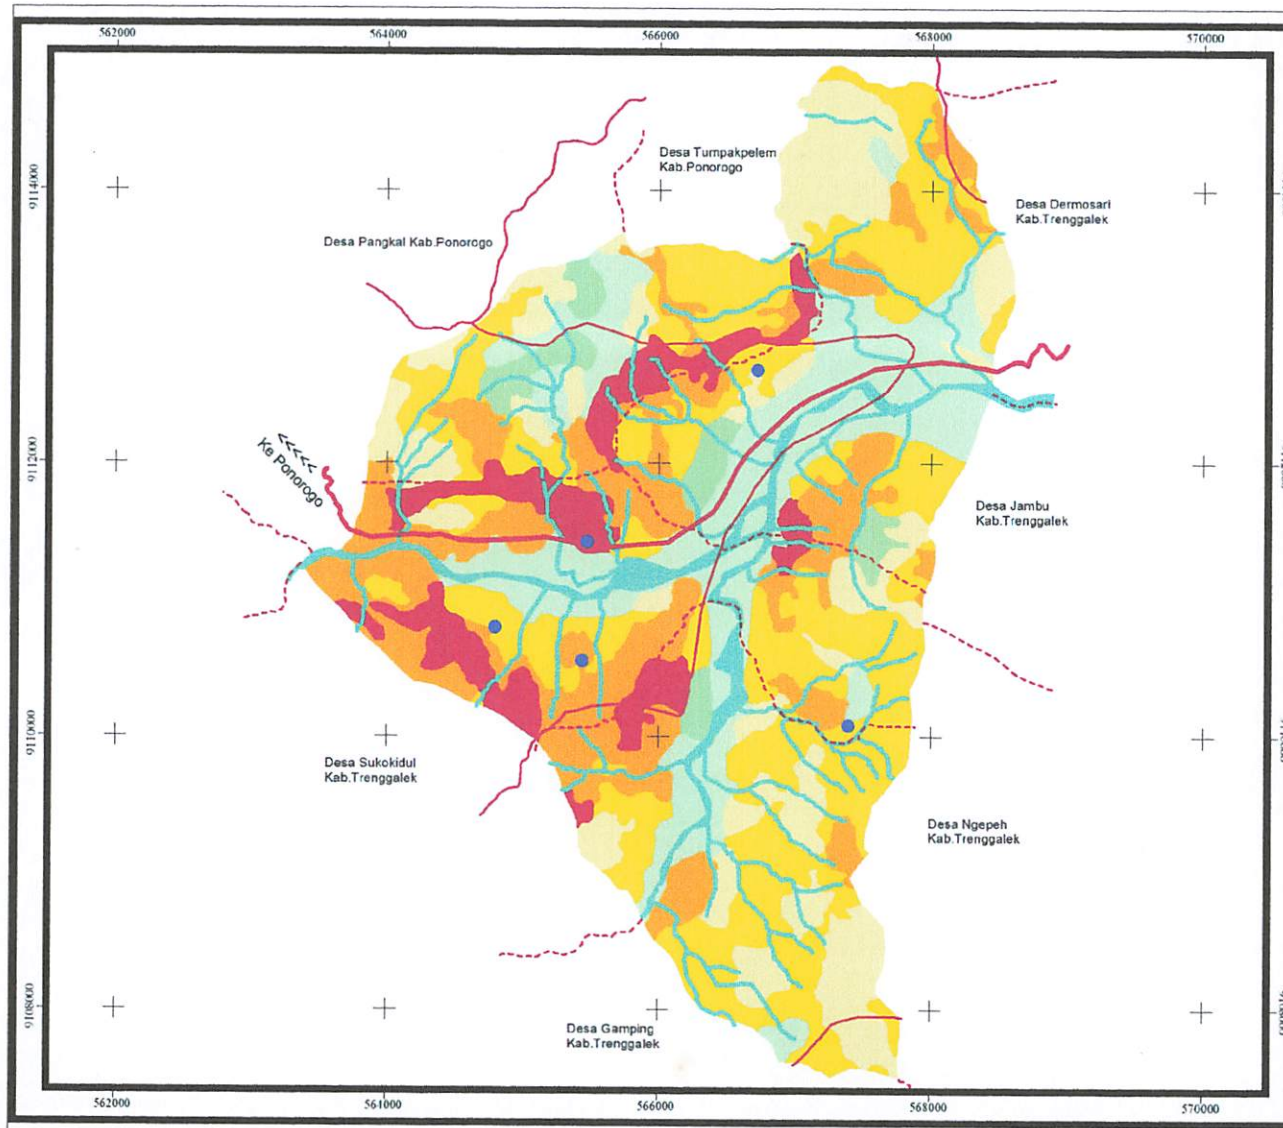 562000
564000
566000
568000
570000
Desa Tumpakpelem
Kab.Ponorogo
9114000
Desa Dermosari
Kab.Trenggalek
Desa Pangkal Kab.Ponorogo
<<<<<
Ke Ponorogo
9112000
Desa Jambu
Kab.Trenggalek
9110000
Desa Sukokidul
Kab.Trenggalek
Desa Ngepeh
Kab.Trenggalek
9108000
Desa Gamping
Kab.Trenggalek
562000
564000
566000
568000
570000